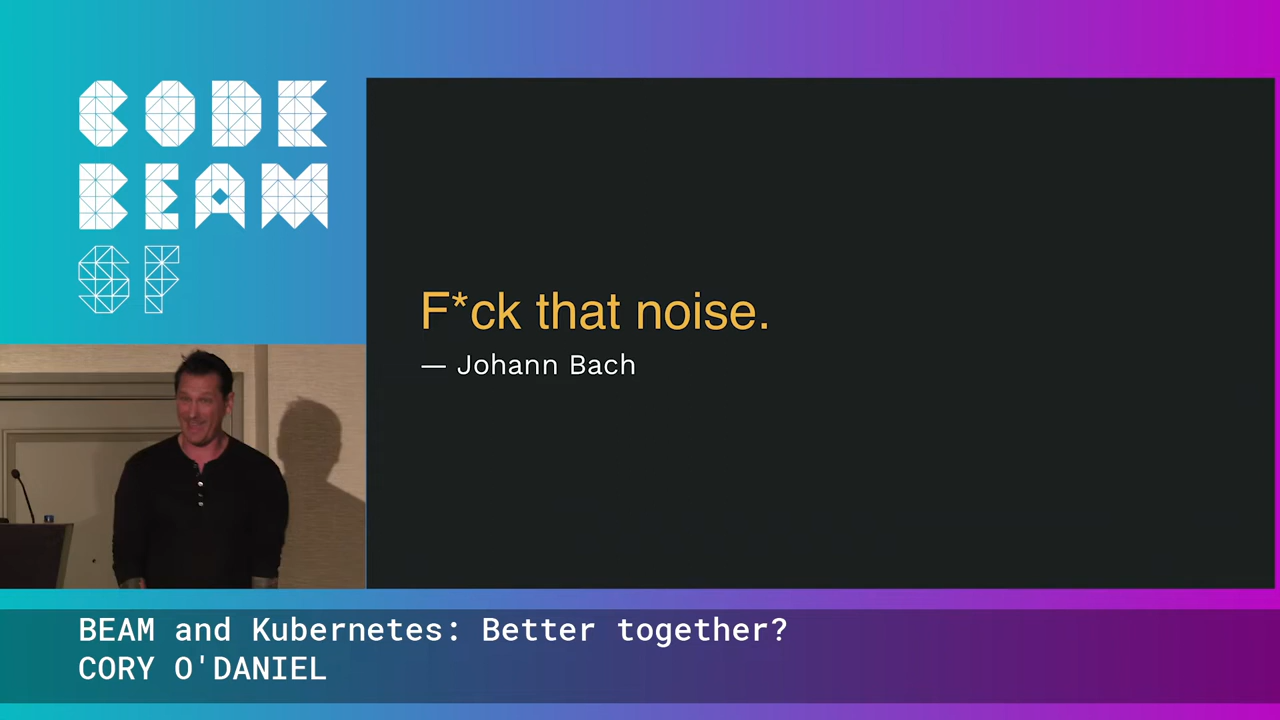 CODE
BEAM
SF
F*ck that noise.
— Johann Bach
BEAM and Kubernetes: Better together?
CORY O'DANIEL